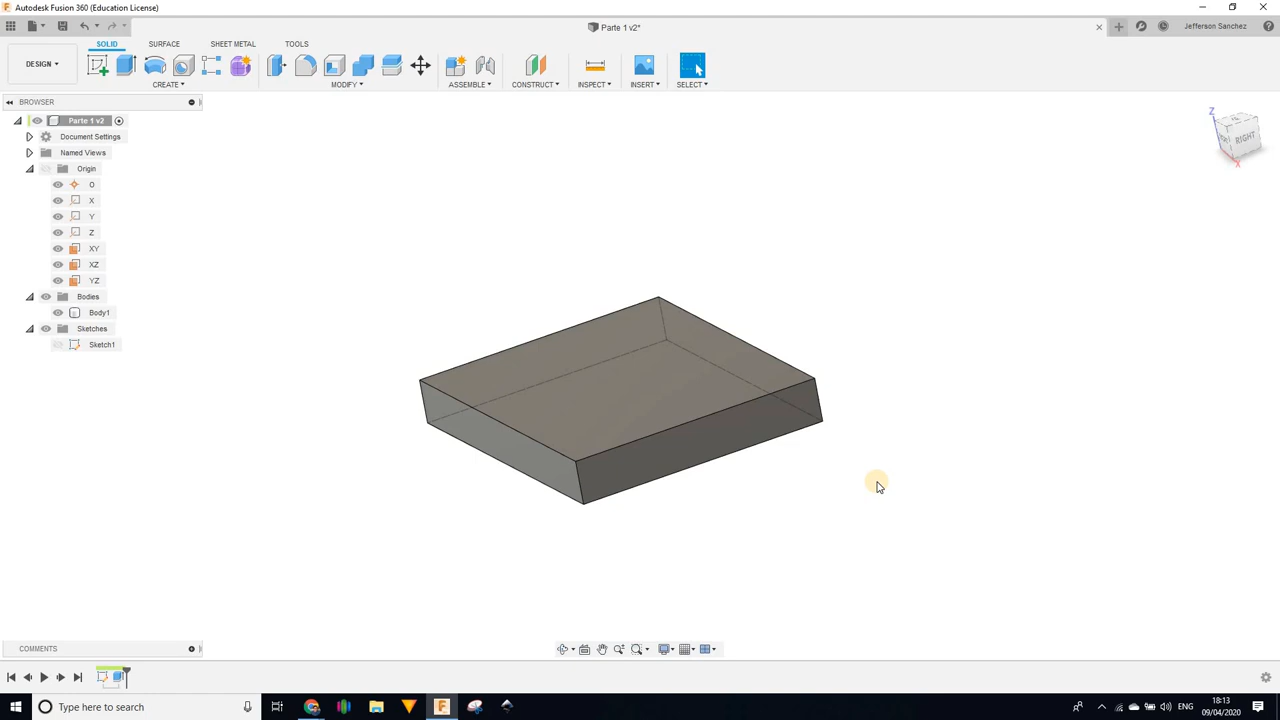 Autodesk Fusion 360 (Education License)
Parte 1 v2*
Jefferson Sanchez
SOLID SURFACE SHEET METAL TOOLS
DESIGN
CREATE MODIFY ASSEMBLE CONSTRUCT INSPECT INSERT SELECT
BROWSER
Parte 1 v2
Document Settings
Named Views
Origin
O
X
Y
Z
XY
XZ
YZ
Bodies
Body1
Sketches
Sketch1
Z
RIGHT
X
COMMENTS
Type here to search
ENG
18:13
09/04/2020